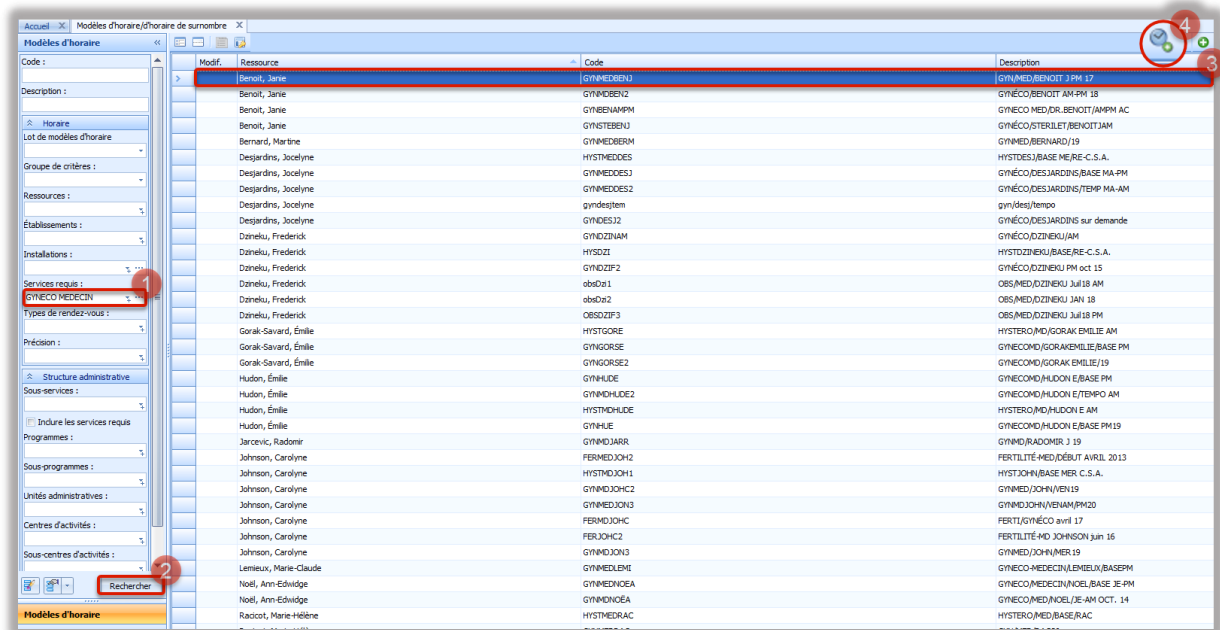 Accueil X Modèles d'horaire/d'horaire de surnombre X
4
Modèles d'horaire «
3
Code :
Description :
Horaire
Lot de modèles d'horaire
Groupe de critères :
Ressources :
Établissements :
Installations :
1
Services requis :
GYNECO MEDECIN
Types de rendez-vous :
Précision :
Structure administrative
Sous-services :
Inclure les services requis
Programmes :
Sous-programmes :
Unités administratives :
Centres d'activités :
Sous-centres d'activités :
2
Rechercher
Modèles d'horaire
Modif. Ressource Code Description
Benoit, Janie GYNMEDBENJ GYN/MED/BENOIT J PM 17
Benoit, Janie GYNMDBEN2 GYNÉCO/BENOIT AM-PM 18
Benoit, Janie GYNBENAMPM GYNECO MED/DR.BENOIT/AMPM AC
Benoit, Janie GYNSTEBENJ GYNÉCO/STERILET/BENOITJAM
Bernard, Martine GYNMEDBERM GYNMED/BERNARD/19
Desjardins, Jocelyne HYSTMEDDES HYSTDESJ/BASE ME/RE-C.S.A.
Desjardins, Jocelyne GYNMEDDESJ GYNÉCO/DESJARDINS/BASE MA-PM
Desjardins, Jocelyne GYNMEDDES2 GYNÉCO/DESJARDINS/TEMP MA-AM
Desjardins, Jocelyne gyndesjtem gyn/desj/tempo
Desjardins, Jocelyne GYNDESJ2 GYNÉCO/DESJARDINS sur demande
Dzineku, Frederick GYNDZINAM GYNÉCO/DZINEKU/AM
Dzineku, Frederick HYSDZI HYSTDZINEKU/BASE/RE-C.S.A.
Dzineku, Frederick GYNDZIF2 GYNÉCO/DZINEKU PM oct 15
Dzineku, Frederick obsDzi1 OBS/MED/DZINEKU Juil18 AM
Dzineku, Frederick obsDzi2 OBS/MED/DZINEKU JAN 18
Dzineku, Frederick OBSDZIF3 OBS/MED/DZINEKU Juil18 PM
Gorak-Savard, Émilie HYSTGORE HYSTERO/MD/GORAK EMILIE AM
Gorak-Savard, Émilie GYNGORSE GYNECOMD/GORAKEMILIE/BASE PM
Gorak-Savard, Émilie GYNGORSE2 GYNECOMD/GORAK EMILIE/19
Hudon, Émilie GYNHUDE GYNECOMD/HUDON E/BASE PM
Hudon, Émilie GYNMDHUDE2 GYNECOMD/HUDON E/TEMPO AM
Hudon, Émilie HYSTMDHUDE HYSTERO/MD/HUDON E AM
Hudon, Émilie GYNHUE GYNECOMD/HUDON E/BASE PM19
Jarcevic, Radomir GYNMDJARR GYNMD/RADOMIR J 19
Johnson, Carolyne FERMEDJOH2 FERTILITÉ-MED/DÉBUT AVRIL 2013
Johnson, Carolyne HYSTMDJOH1 HYSTJOHN/BASE MER C.S.A.
Johnson, Carolyne GYNMDJOHC2 GYNMED/JOHN/VEN19
Johnson, Carolyne GYNMEDJON3 GYNMDJOHN/VENAM/PM20
Johnson, Carolyne FERMDJOHC FERTI/GYNÉCO avril 17
Johnson, Carolyne FERJOHC2 FERTILITÉ-MD JOHNSON juin 16
Johnson, Carolyne GYNMDJON3 GYNMED/JOHN/MER19
Lemieux, Marie-Claude GYNMEDLEMI GYNECO-MEDECIN/LEMIEUX/BASEPM
Noël, Ann-Edwidge GYNMEDNOEA GYNECO/MEDECIN/NOEL/BASE JE-PM
Noël, Ann-Edwidge GYNMDNOËA GYNECO/MED/NOEL/JE-AM OCT. 14
Racicot, Marie-Hélène HYSTMEDRAC HYSTERO/MED/BASE/RAC